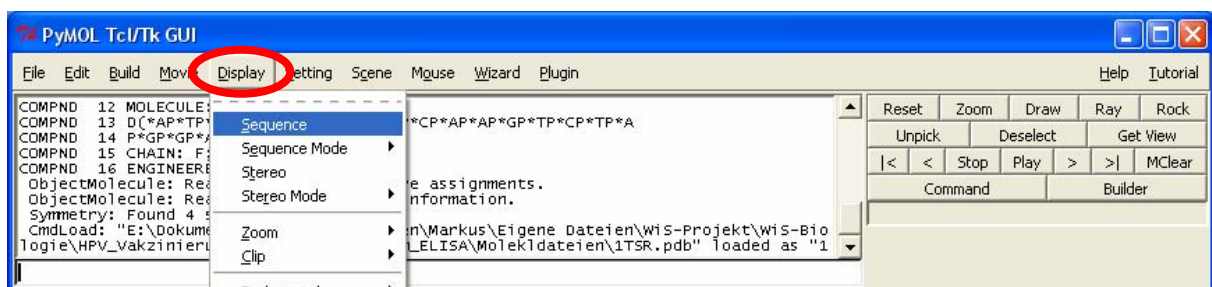 PyMOL Tcl/Tk GUI
File Edit Build Movie Display Setting Scene Mouse Wizard Plugin Help Tutorial
COMPND 12 MOLECULE:
COMPND 13 D(*AP*TP *CP*AP*AP*GP*TP*CP*TP*A
COMPND 14 P*GP*GP*A
COMPND 15 CHAIN: F;
COMPND 16 ENGINEERE
ObjectMolecule: Rea e assignments.
ObjectMolecule: Rea nformation.
Symmetry: Found 4 s
CmdLoad: "E:\Dokume en\Markus\Eigene Dateien\WiS-Projekt\WiS-Bio
logie\HPV_Vakzinieru _ELISA\Molekldateien\1TSR.pdb" loaded as "1
Sequence
Sequence Mode
Stereo
Stereo Mode
Zoom
Clip
Reset Zoom Draw Ray Rock
Unpick Deselect Get View
|< < Stop Play > >| MClear
Command Builder